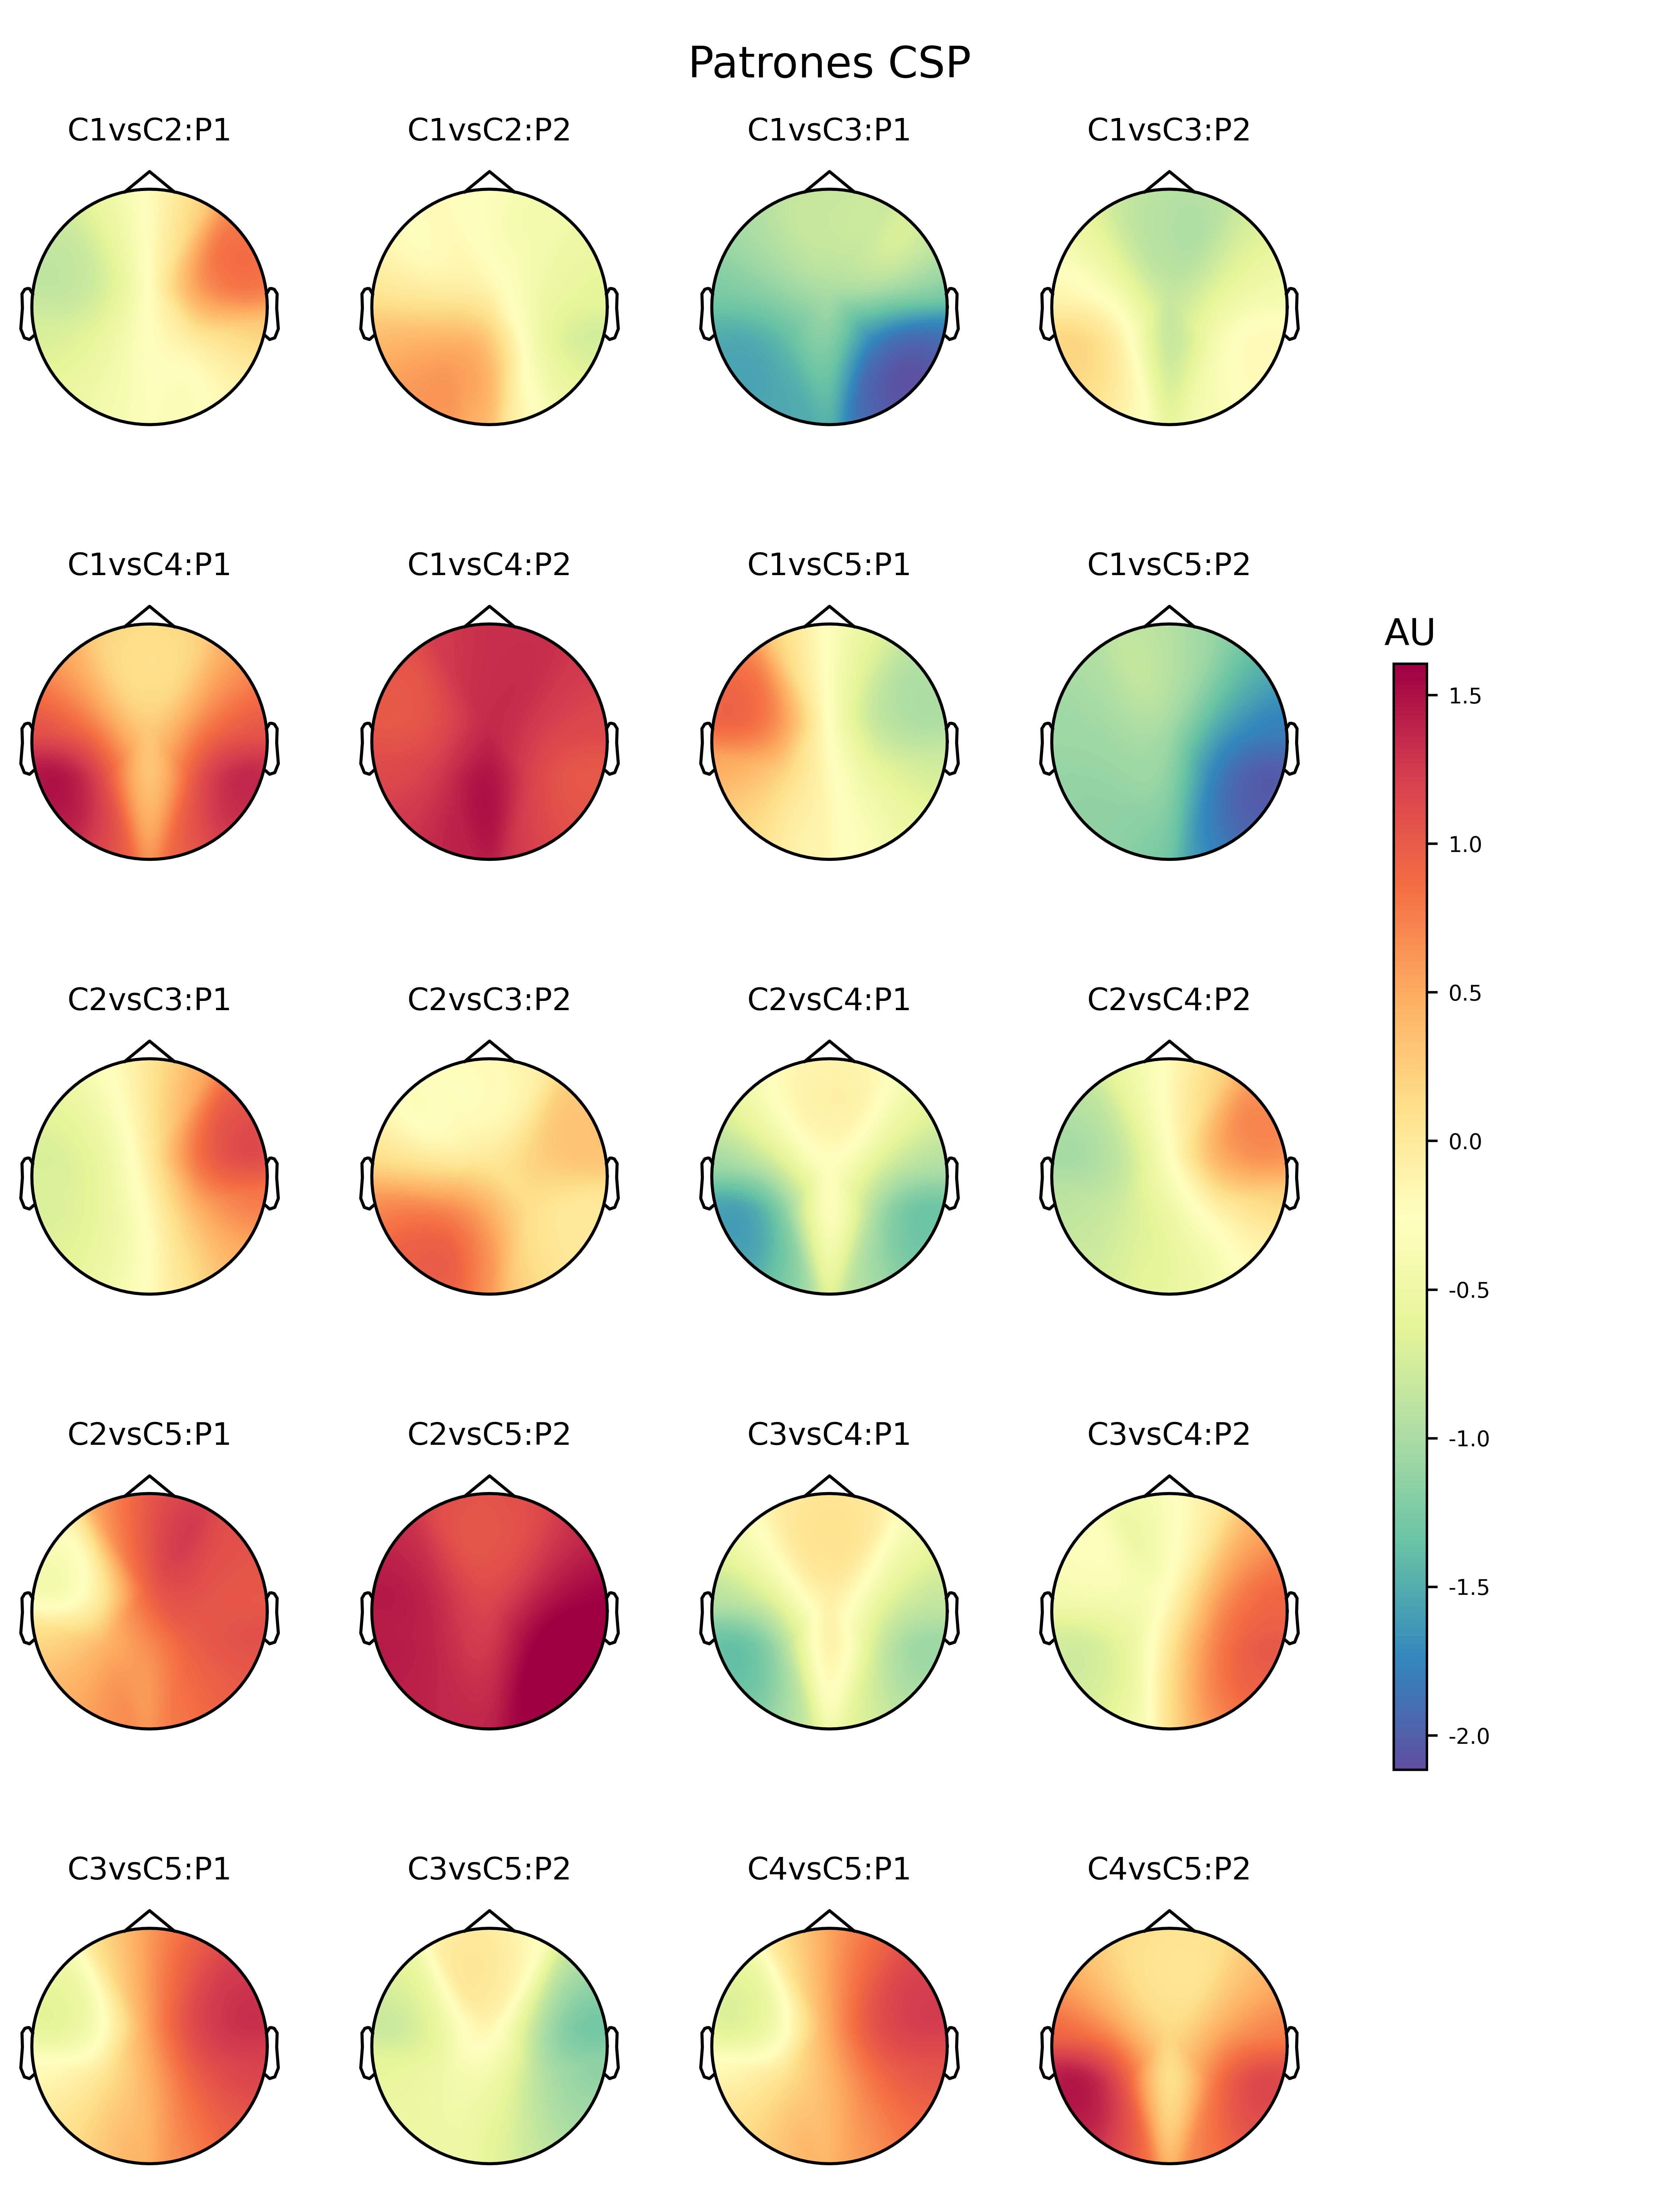 Patrones CSP
C1vsC2:P1 C1vsC2:P2 C1vsC3:P1 C1vsC3:P2
C1vsC4:P1 C1vsC4:P2 C1vsC5:P1 C1vsC5:P2
AU
1.5
1.0
0.5
0.0
-0.5
-1.0
-1.5
-2.0
C2vsC3:P1 C2vsC3:P2 C2vsC4:P1 C2vsC4:P2
C2vsC5:P1 C2vsC5:P2 C3vsC4:P1 C3vsC4:P2
C3vsC5:P1 C3vsC5:P2 C4vsC5:P1 C4vsC5:P2